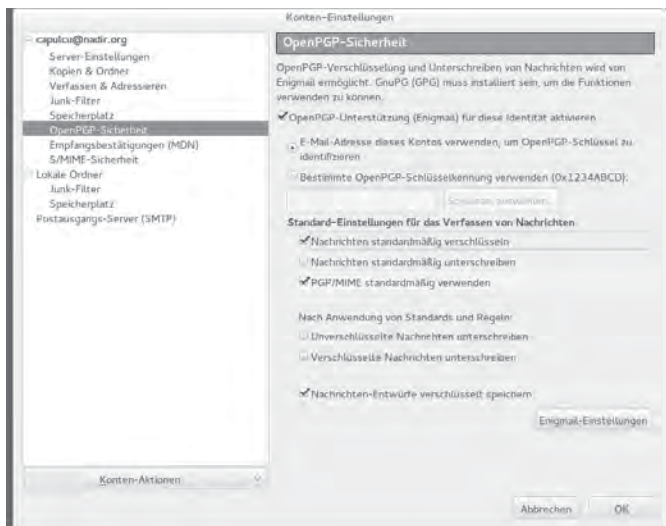 Konten-Einstellungen
capulcu@nadir.org
Server-Einstellungen
Kopien & Ordner
Verfassen & Adressieren
Junk-Filter
Speicherplatz
OpenPGP-Sicherheit
Empfangsbestätigungen (MDN)
S/MIME-Sicherheit
Lokale Ordner
Junk-Filter
Speicherplatz
Postausgangs-Server (SMTP)
Konten-Aktionen
OpenPGP-Sicherheit
OpenPGP-Verschlüsselung und Unterschreiben von Nachrichten wird von
Enigmail ermöglicht. GnuPG (GPG) muss installiert sein, um die Funktionen
verwenden zu können.
OpenPGP-Unterstützung (Enigmail) für diese Identität aktivieren
E-Mail-Adresse dieses Kontos verwenden, um OpenPGP-Schlüssel zu
identifizieren
Bestimmte OpenPGP-Schlüsselkennung verwenden (0x1234ABCD):
Schlüssel auswählen...
Standard-Einstellungen für das Verfassen von Nachrichten
Nachrichten standardmäßig verschlüsseln
Nachrichten standardmäßig unterschreiben
PGP/MIME standardmäßig verwenden
Nach Anwendung von Standards und Regeln:
Unverschlüsselte Nachrichten unterschreiben
Verschlüsselte Nachrichten unterschreiben
Nachrichten-Entwürfe verschlüsselt speichern
Enigmail-Einstellungen
Abbrechen
OK